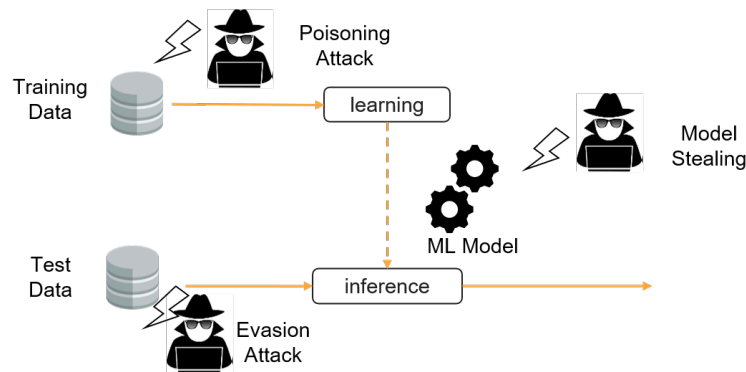 Poisoning
Attack
Training
Data
learning
Model
Stealing
ML Model
Test
Data
inference
Evasion
Attack